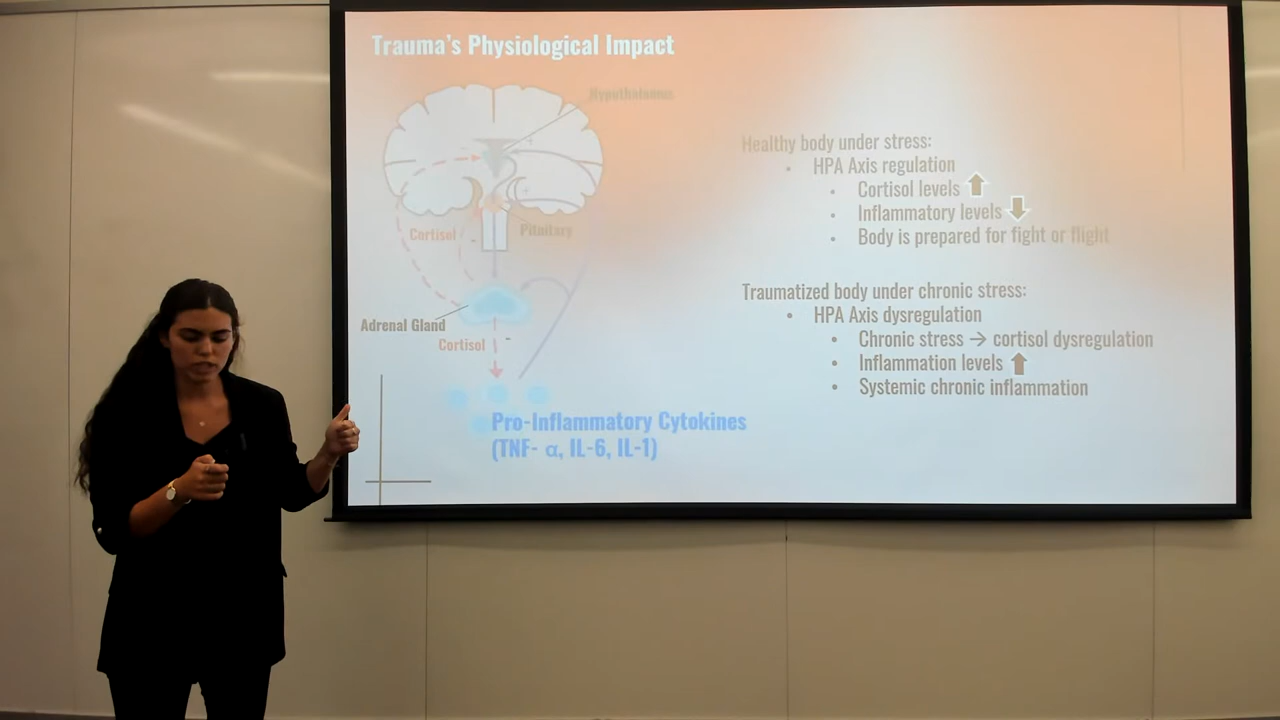 Trauma's Physiological Impact
Hypothalamus
Cortisol
Pituitary
Adrenal Gland
Cortisol
Pro-Inflammatory Cytokines
(TNF- α, IL-6, IL-1)
Healthy body under stress:
• HPA Axis regulation
• Cortisol levels
• Inflammatory levels
• Body is prepared for fight or flight
Traumatized body under chronic stress:
• HPA Axis dysregulation
• Chronic stress → cortisol dysregulation
• Inflammation levels
• Systemic chronic inflammation